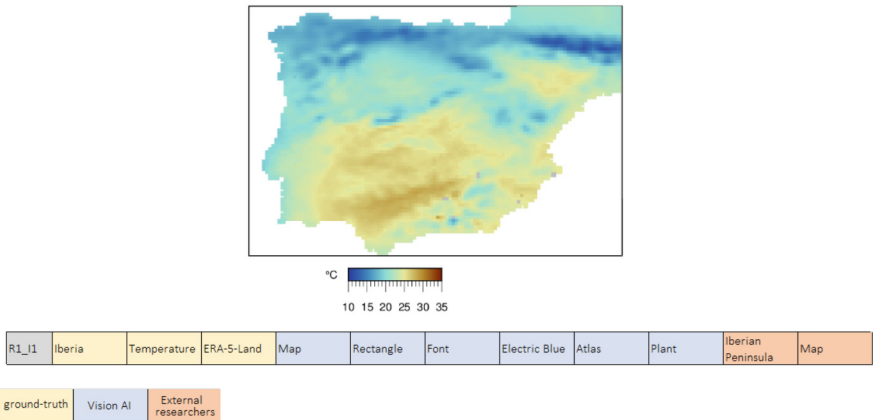 °C
10 15 20 25 30 35
R1_I1 Iberia Temperature ERA-5-Land Map Rectangle Font Electric Blue Atlas Plant Iberian Peninsula Map
ground-truth Vision AI External researchers